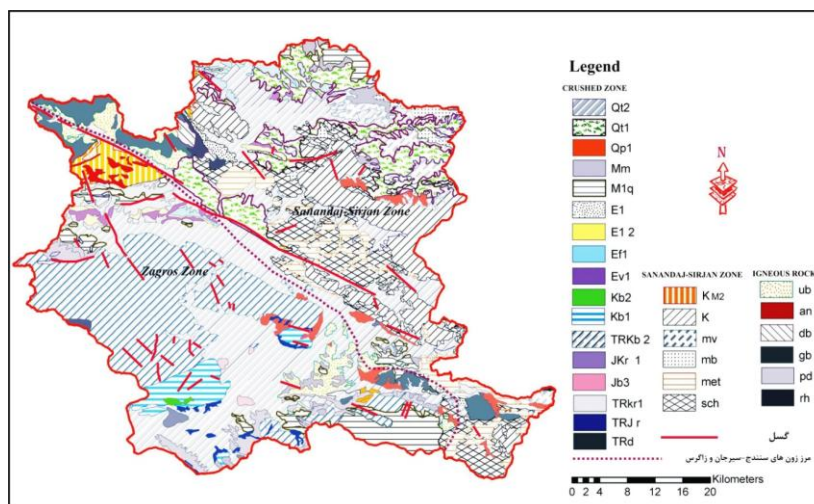 Legend
CRUSHED ZONE
Qt2
Qt1
Qp1
Mm
M1q
E1
E1 2
Ef1
Ev1
Kb2
Kb1
TRKb 2
JKr 1
Jb3
TRkr1
TRJ r
TRd
SANANDAJ-SIRJAN ZONE
K M2
K
mv
mb
met
sch
IGNEOUS ROCK
ub
an
db
gb
pd
rh
گسل
مرز زون های سنندج-سیرجان و زاگرس
Kilometers
0 2 4 8 12 16 20
N
Sanandaj-Sirjan Zone
Zagros Zone